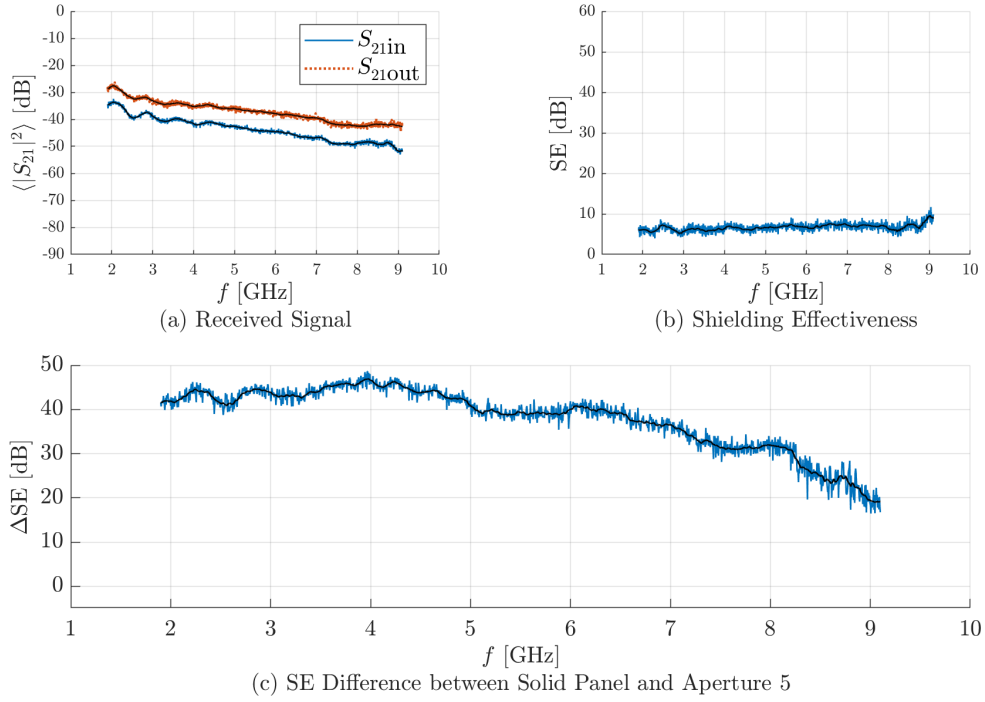 0
-10
-20
-30
-40
-50
-60
-70
-80
-90
⟨|S₂₁|²⟩ [dB]
S₂₁in
S₂₁out
1 2 3 4 5 6 7 8 9 10
f [GHz]
(a) Received Signal
60
50
40
30
20
10
0
SE [dB]
1 2 3 4 5 6 7 8 9 10
f [GHz]
(b) Shielding Effectiveness
50
40
30
20
10
0
ΔSE [dB]
1 2 3 4 5 6 7 8 9 10
f [GHz]
(c) SE Difference between Solid Panel and Aperture 5